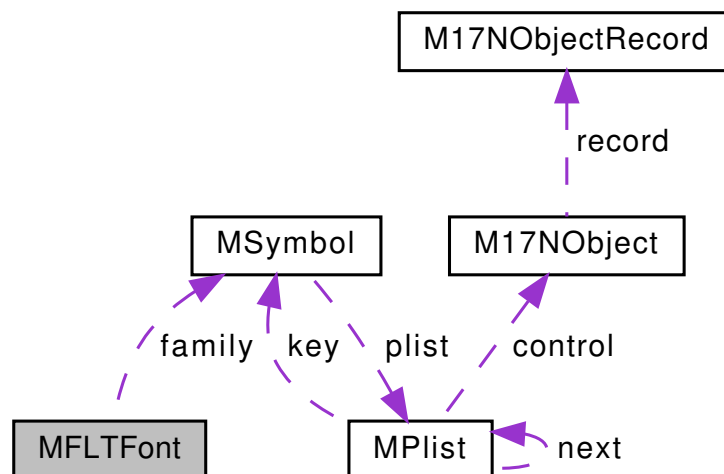 M17NObjectRecord
record
MSymbol
M17NObject
family
key
plist
control
MFLTFont
MPlist
next